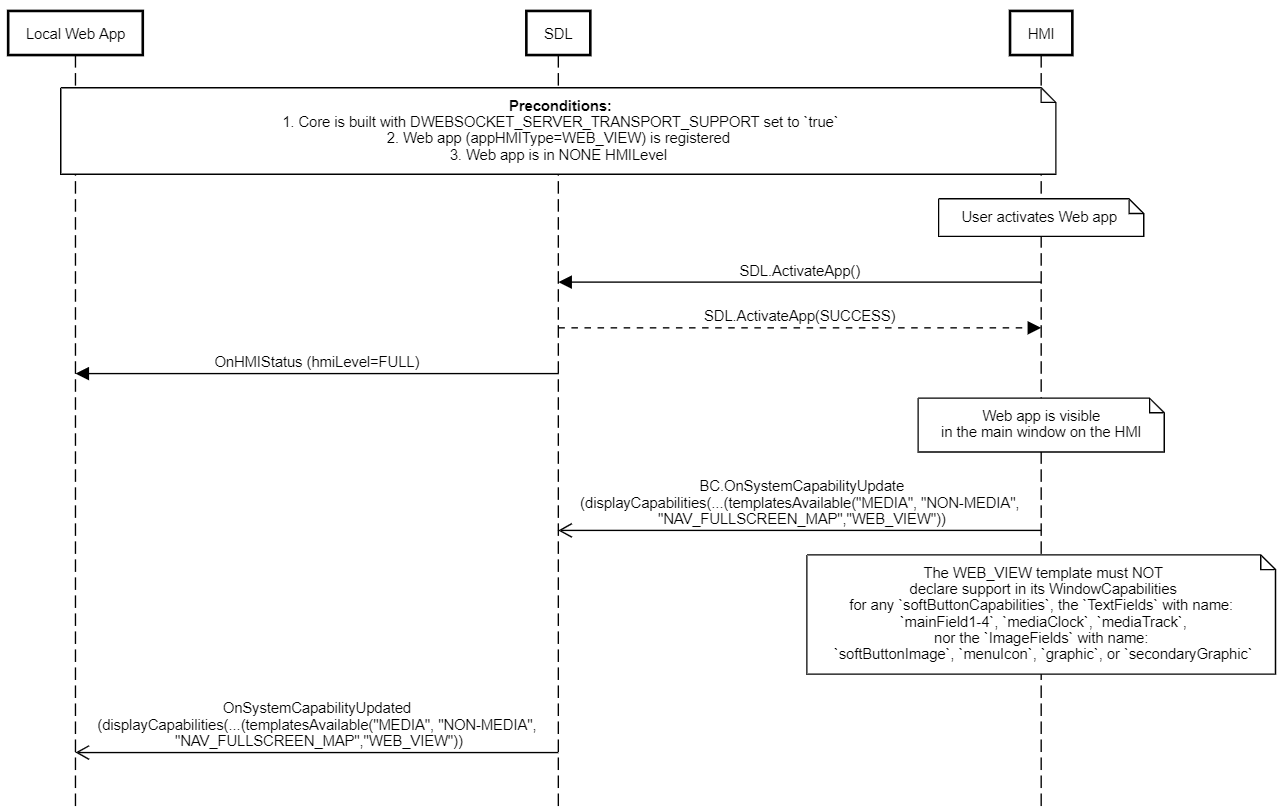 Local Web App
SDL
HMI
Preconditions:
1. Core is built with DWEBSOCKET_SERVER_TRANSPORT_SUPPORT set to `true`
2. Web app (appHMIType=WEB_VIEW) is registered
3. Web app is in NONE HMILevel
User activates Web app
SDL.ActivateApp()
SDL.ActivateApp(SUCCESS)
OnHMIStatus (hmiLevel=FULL)
Web app is visible
in the main window on the HMI
BC.OnSystemCapabilityUpdate
(displayCapabilities(...(templatesAvailable("MEDIA", "NON-MEDIA",
"NAV_FULLSCREEN_MAP","WEB_VIEW"))
The WEB_VIEW template must NOT
declare support in its WindowCapabilities
for any `softButtonCapabilities`, the `TextFields` with name:
`mainField1-4`, `mediaClock`, `mediaTrack`,
nor the `ImageFields` with name:
`softButtonImage`, `menuIcon`, `graphic`, or `secondaryGraphic`
OnSystemCapabilityUpdated
(displayCapabilities(...(templatesAvailable("MEDIA", "NON-MEDIA",
"NAV_FULLSCREEN_MAP","WEB_VIEW"))